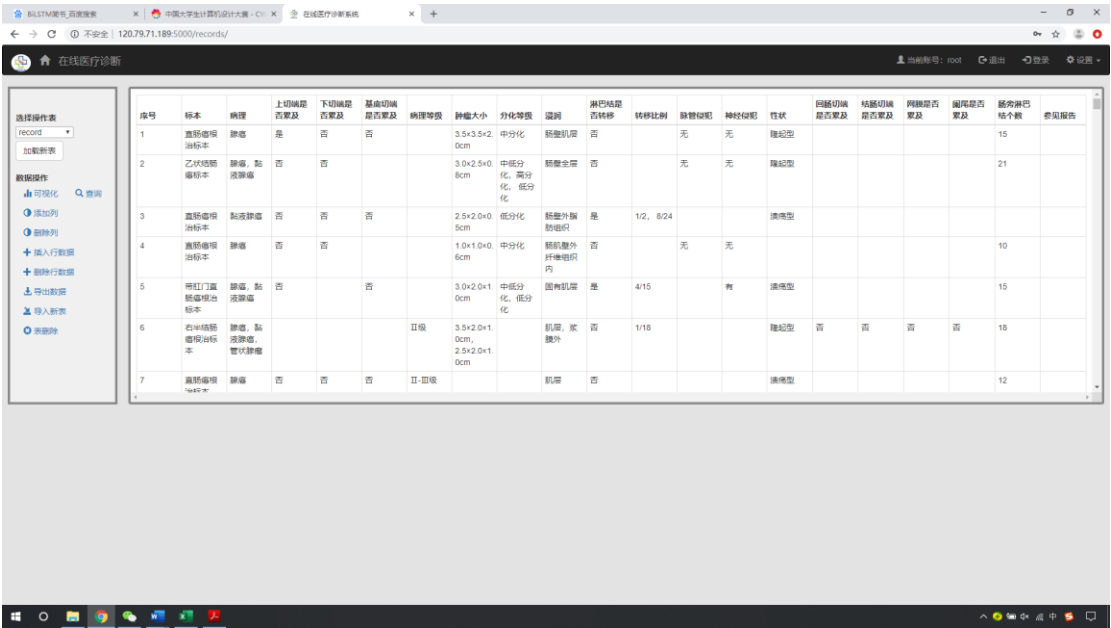 BiLSTM简书_百度搜索
中国大学生计算机设计大赛 - CV
在线医疗诊断系统
不安全 | 120.79.71.189:5000/records/
在线医疗诊断
当前账号: root 退出 登录 设置
选择操作表
record
加载新表
数据操作
可视化 查询
添加列
删除列
插入行数据
删除行数据
导出数据
导入新表
表删除
序号 标本 病理 上切端是否累及 下切端是否累及 基底切端是否累及 病理等级 肿瘤大小 分化等级 浸润 淋巴结是否转移 转移比例 脉管侵犯 神经侵犯 性状 回肠切端是否累及 结肠切端是否累及 网膜是否累及 阑尾是否累及 肠旁淋巴结个数 参见报告
1 直肠癌根治标本 腺癌 是 否 否 3.5×3.5×2.0cm 中分化 肠壁肌层 否 无 无 隆起型 15
2 乙状结肠癌标本 腺癌, 黏液腺癌 否 否 3.0×2.5×0.8cm 中低分化、高分化、 低分化 肠壁全层 否 无 无 隆起型 21
3 直肠癌根治标本 黏液腺癌 否 否 否 2.5×2.0×0.5cm 低分化 肠壁外脂肪组织 是 1/2, 8/24 溃疡型
4 直肠癌根治标本 腺癌 否 否 1.0×1.0×0.6cm 中分化 肠肌壁外纤维组织内 否 无 无 10
5 带肛门直肠癌根治标本 腺癌, 黏液腺癌 否 否 3.0×2.0×1.0cm 中低分化、低分化 固有肌层 是 4/15 有 溃疡型 15
6 右半结肠癌根治标本 腺癌, 黏液腺癌, 管状腺瘤 II级 3.5×2.0×1.0cm, 2.5×2.0×1.0cm 肌层, 浆膜外 否 1/18 隆起型 否 否 否 否 18
7 直肠癌根治标本 腺癌 否 否 否 II-III级 肌层 否 溃疡型 12
中